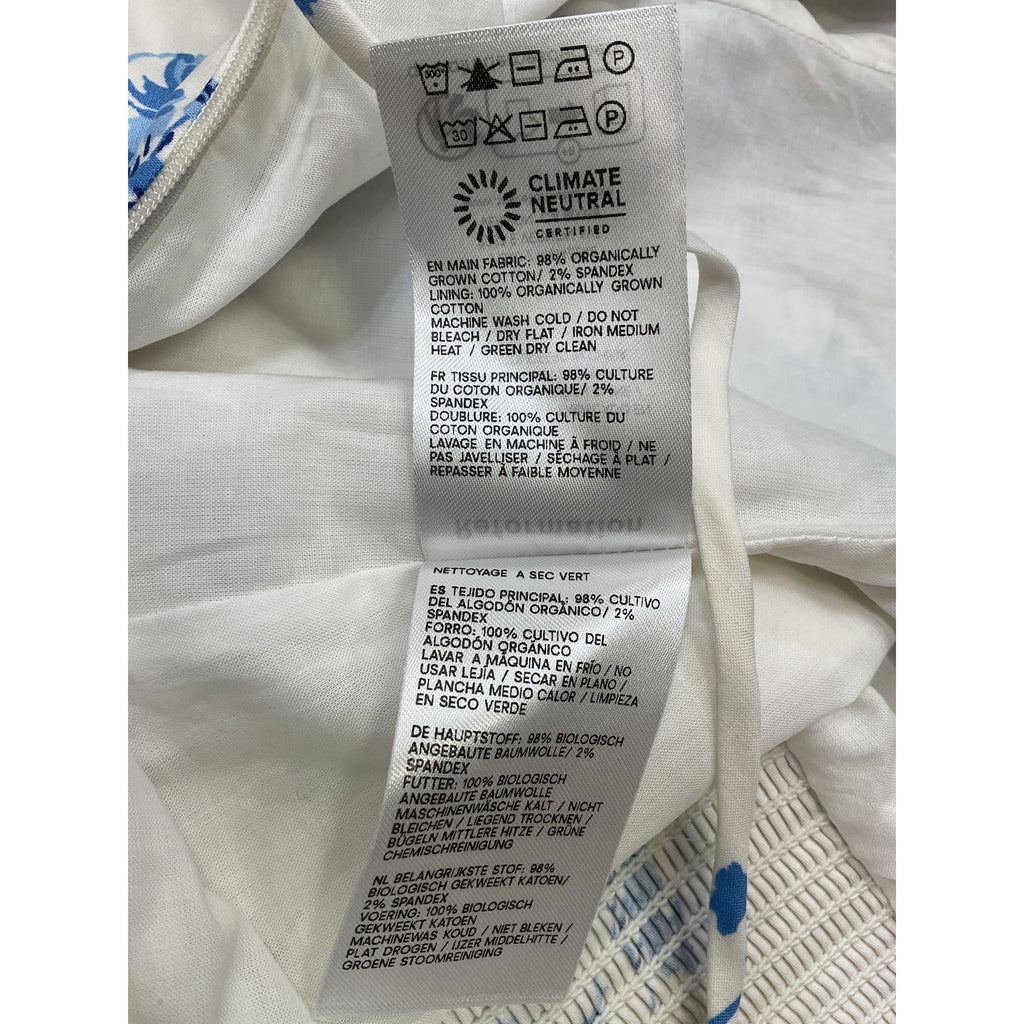 300°
P
30
P
CLIMATE
NEUTRAL
CERTIFIED
EN MAIN FABRIC: 98% ORGANICALLY
GROWN COTTON/ 2% SPANDEX
LINING: 100% ORGANICALLY GROWN
COTTON
MACHINE WASH COLD / DO NOT
BLEACH / DRY FLAT / IRON MEDIUM
HEAT / GREEN DRY CLEAN
FR TISSU PRINCIPAL: 98% CULTURE
DU COTON ORGANIQUE/ 2%
SPANDEX
DOUBLURE: 100% CULTURE DU
COTON ORGANIQUE
LAVAGE EN MACHINE À FROID / NE
PAS JAVELLISER / SÉCHAGE À PLAT /
REPASSER À FAIBLE MOYENNE
Reformation
NETTOYAGE A SEC VERT
ES TEJIDO PRINCIPAL: 98% CULTIVO
DEL ALGODÓN ORGÁNICO/ 2%
SPANDEX
FORRO: 100% CULTIVO DEL
ALGODÓN ORGÁNICO
LAVAR A MÁQUINA EN FRÍO / NO
USAR LEJÍA / SECAR EN PLANO /
PLANCHA MEDIO CALOR / LIMPIEZA
EN SECO VERDE
DE HAUPTSTOFF: 98% BIOLOGISCH
ANGEBAUTE BAUMWOLLE/ 2%
SPANDEX
FUTTER: 100% BIOLOGISCH
ANGEBAUTE BAUMWOLLE
MASCHINENWÄSCHE KALT / NICHT
BLEICHEN / LIEGEND TROCKNEN /
BÜGELN MITTLERE HITZE / GRÜNE
CHEMISCHREINIGUNG
NL BELANGRIJKSTE STOF: 98%
BIOLOGISCH GEKWEEKT KATOEN/
2% SPANDEX
VOERING: 100% BIOLOGISCH
GEKWEEKT KATOEN
MACHINEWAS KOUD / NIET BLEKEN /
PLAT DROGEN / IJZER MIDDELHITTE /
GROENE STOOMREINIGING